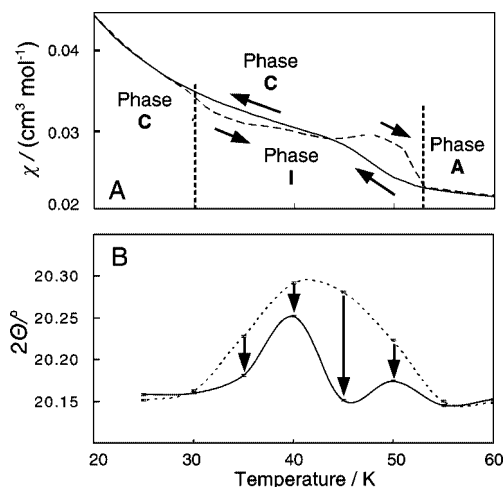 0.04
0.03
0.02
χ / (cm³ mol⁻¹)
Phase
C
Phase
C
Phase
I
Phase
A
A
B
20.30
20.25
20.20
20.15
2Θ/º
20 30 40 50 60
Temperature / K